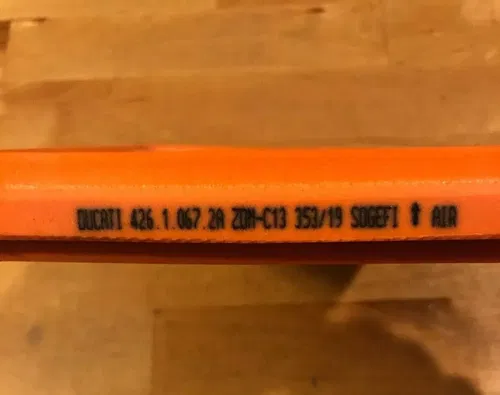 DUCATI 426.1.067.2A ZDM-C13 353/19 SOGEFI ⬆ AIR